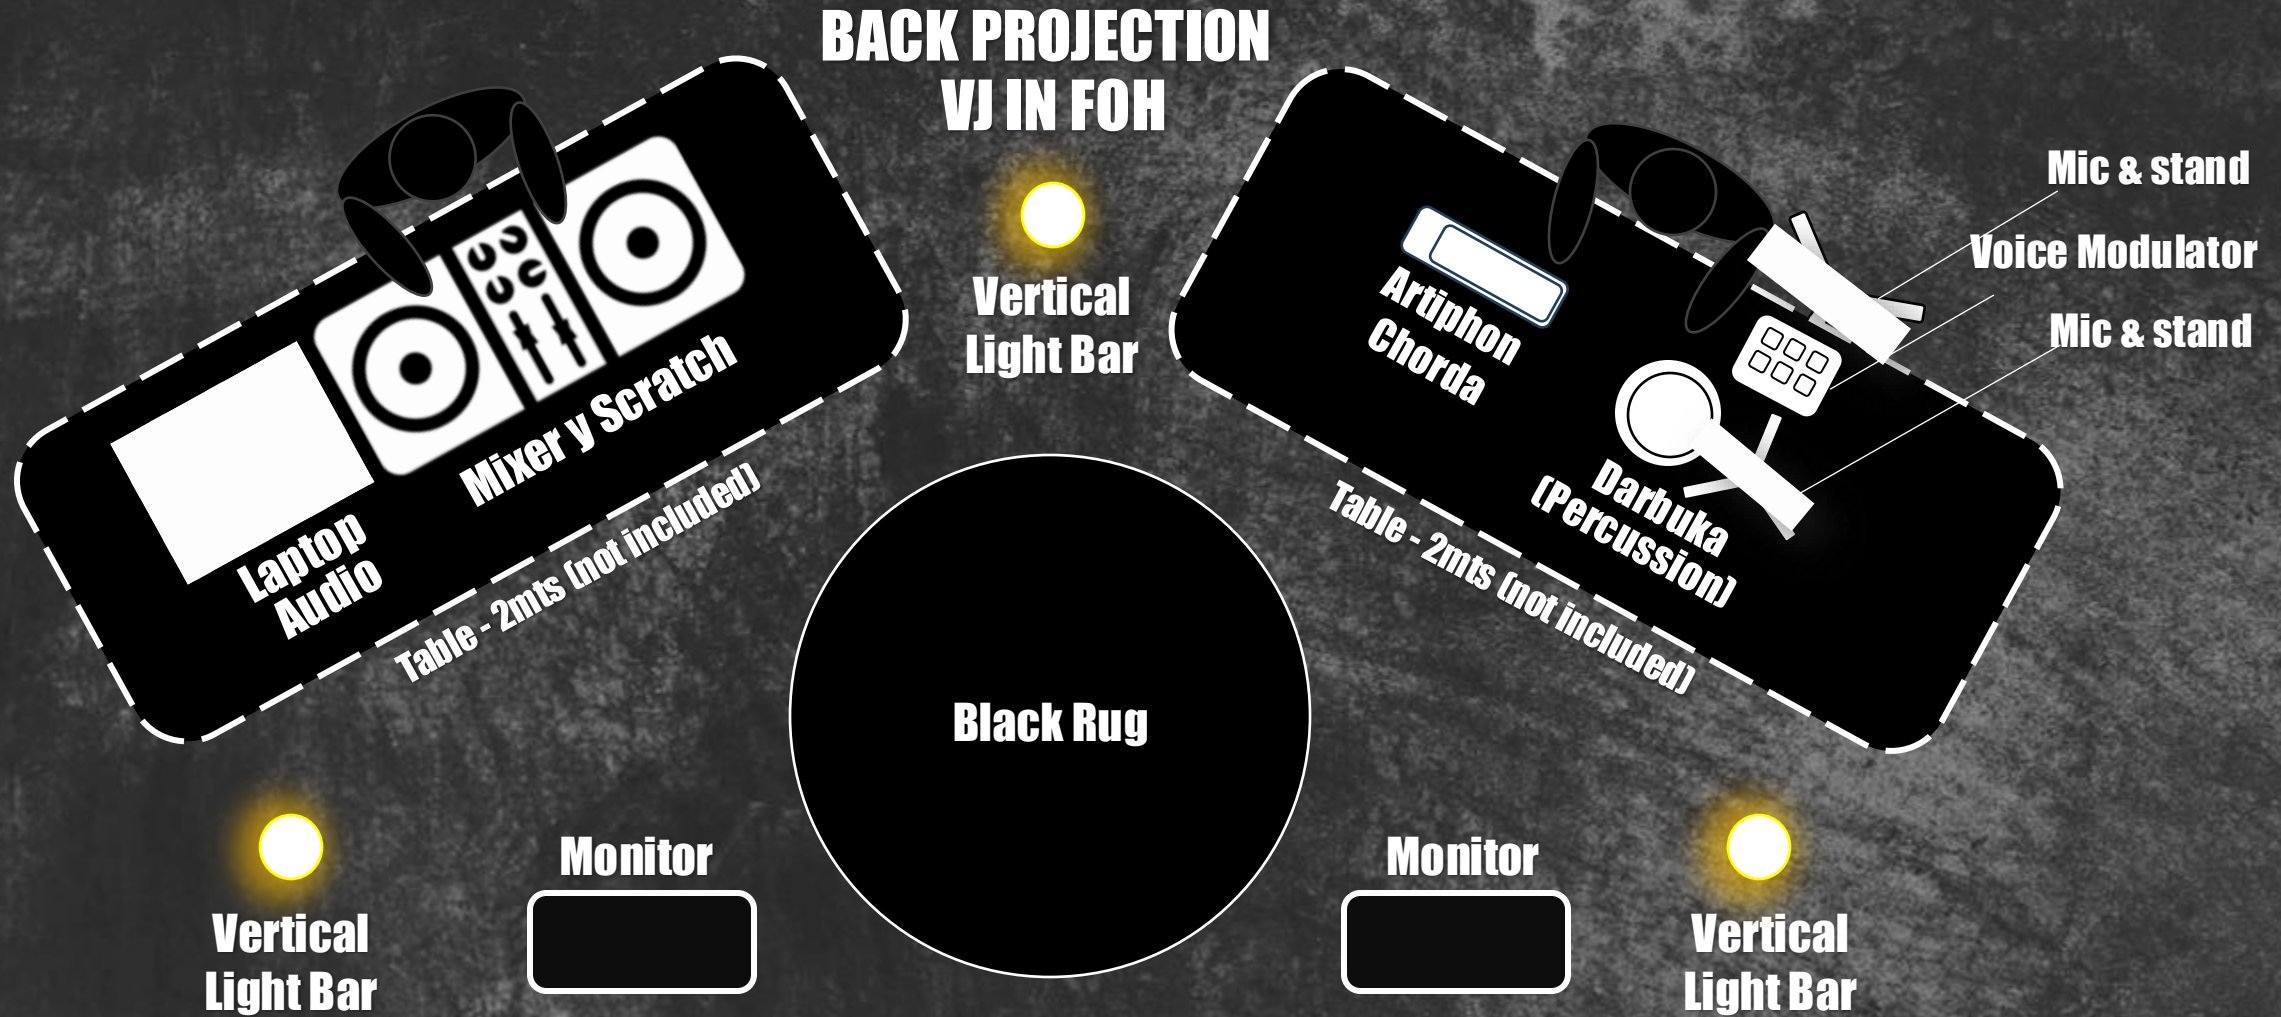 BACK PROJECTION
VJ IN FOH
Mic & stand
Voice Modulator
Mic & stand
Vertical
Light Bar
Artiphon
Chorda
Mixer y Scratch
Laptop
Audio
Table - 2mts (not included)
Darbuka
(Percussion)
Table - 2mts (not included)
Black Rug
Monitor
Monitor
Vertical
Light Bar
Vertical
Light Bar